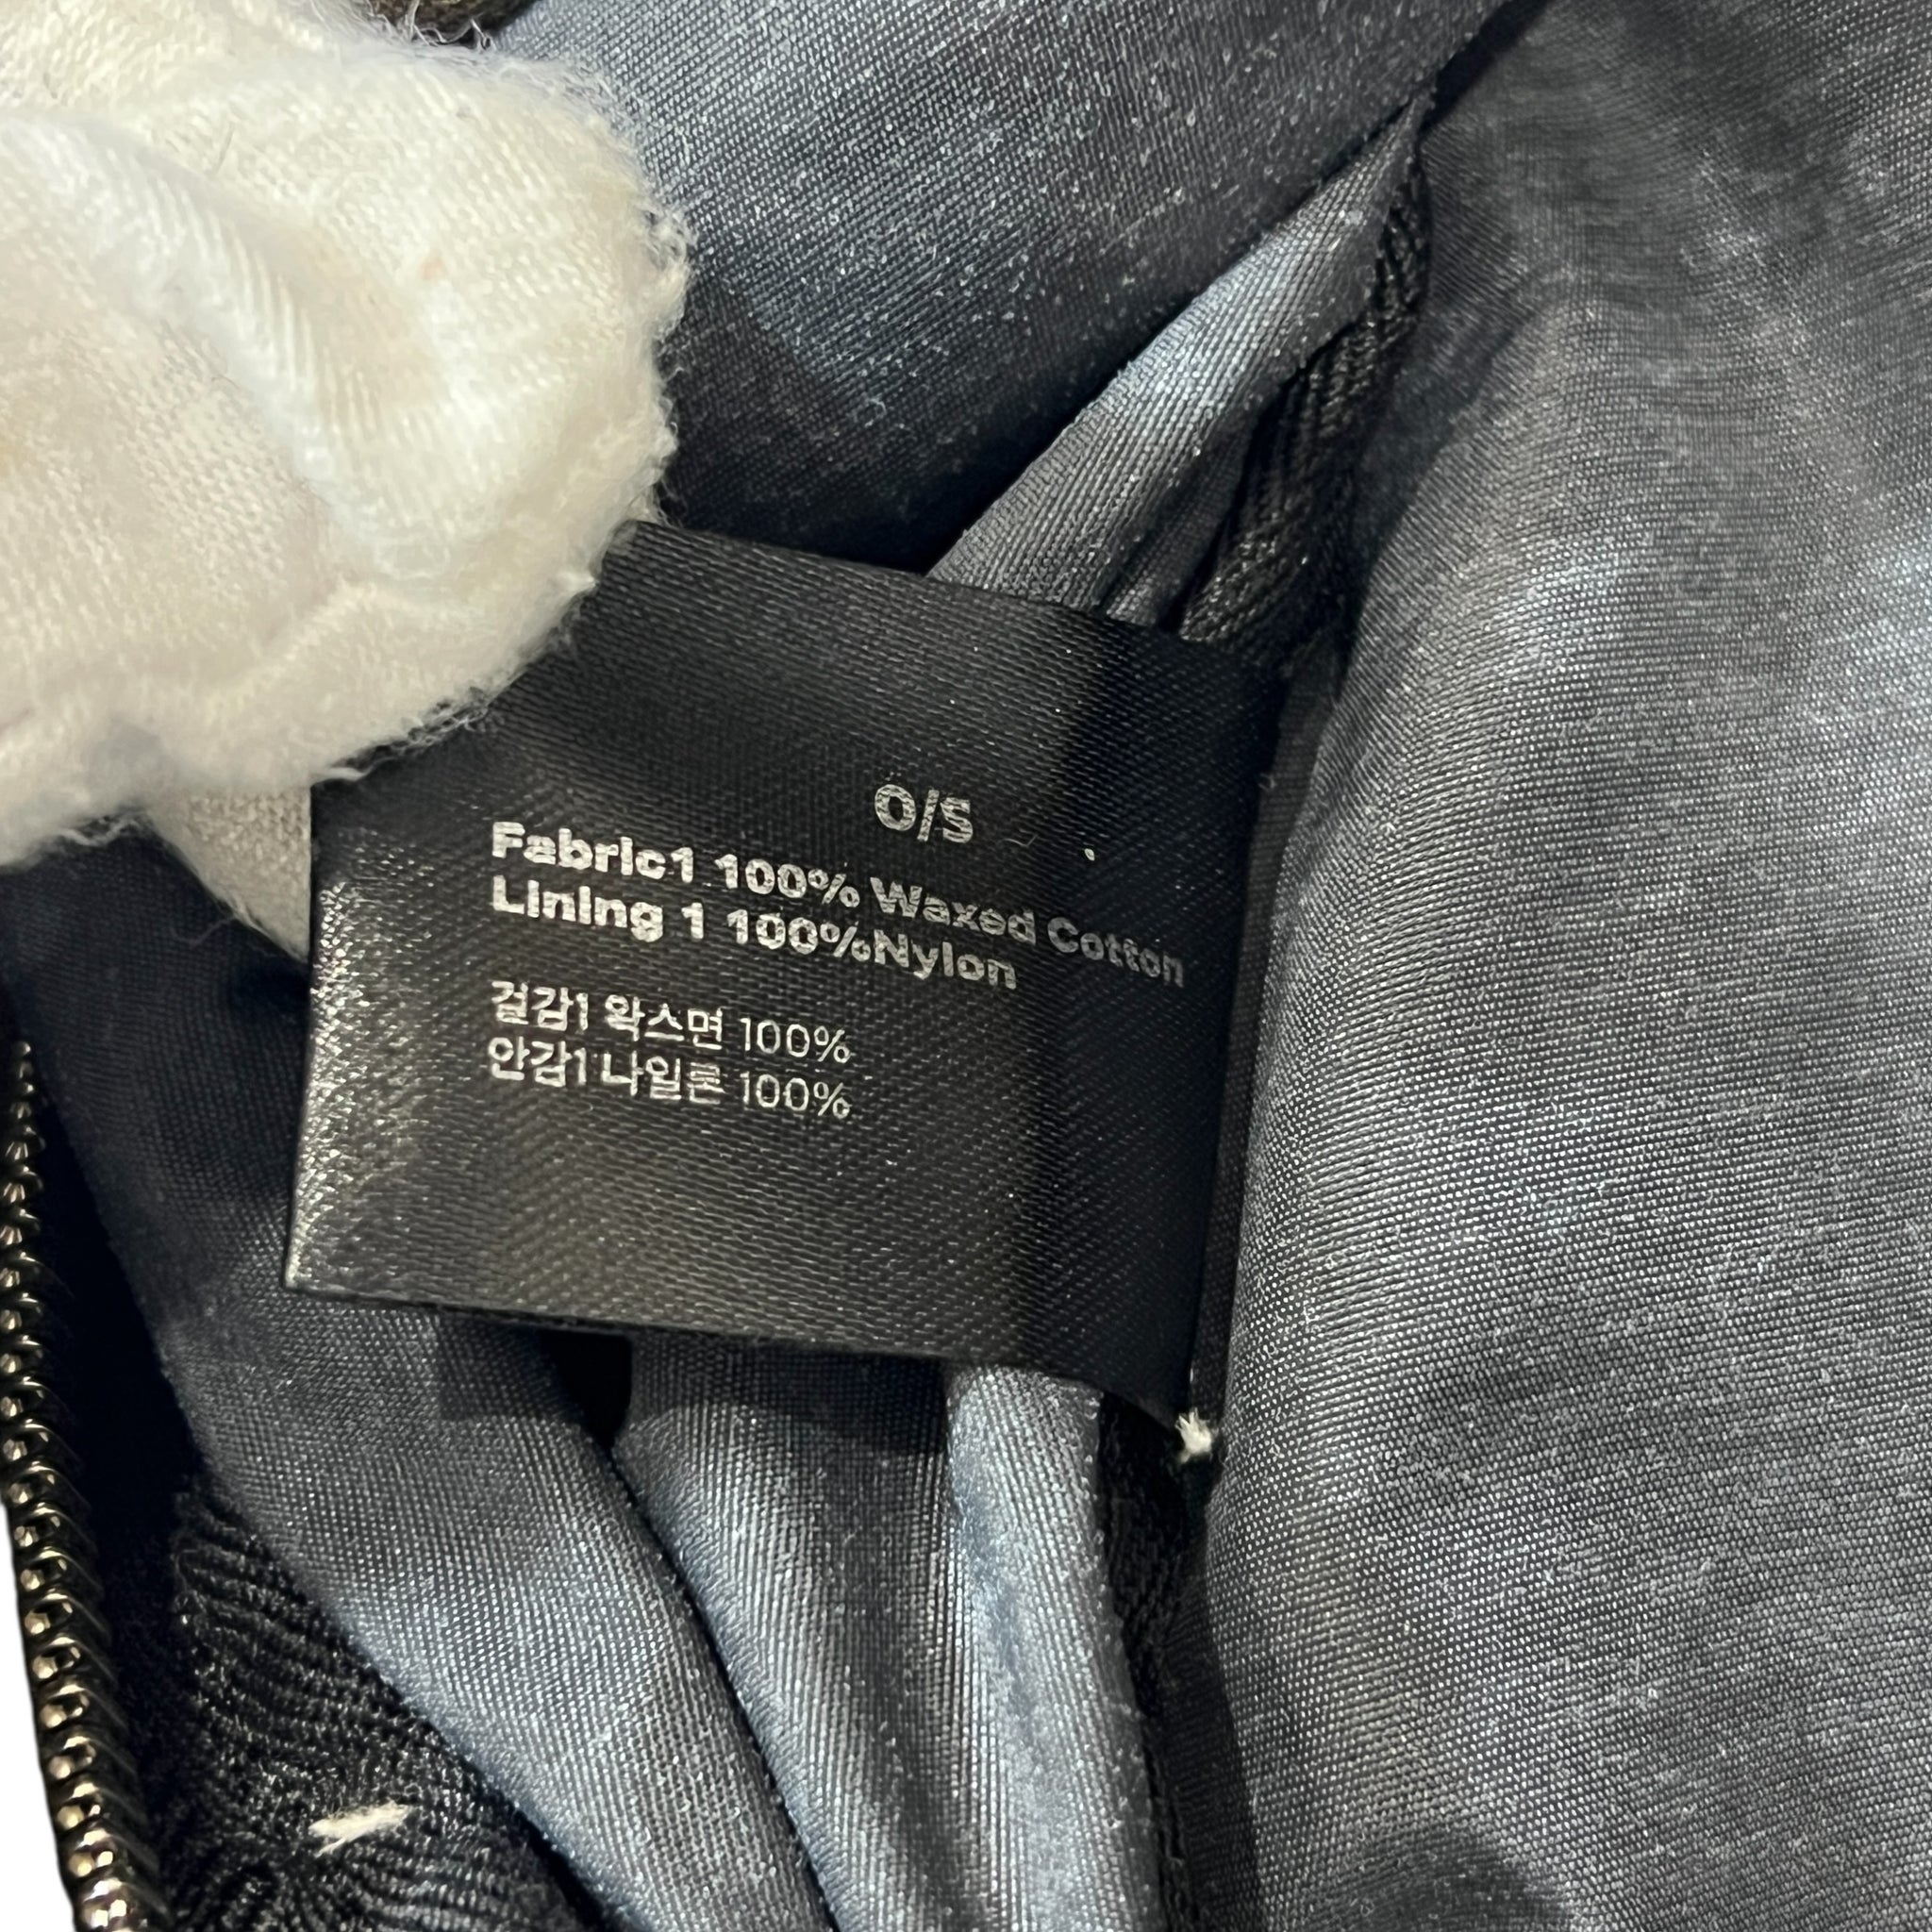 O/S
Fabric1 100% Waxed Cotton
Lining 1 100%Nylon
겉감1 왁스면 100%
안감1 나일론 100%